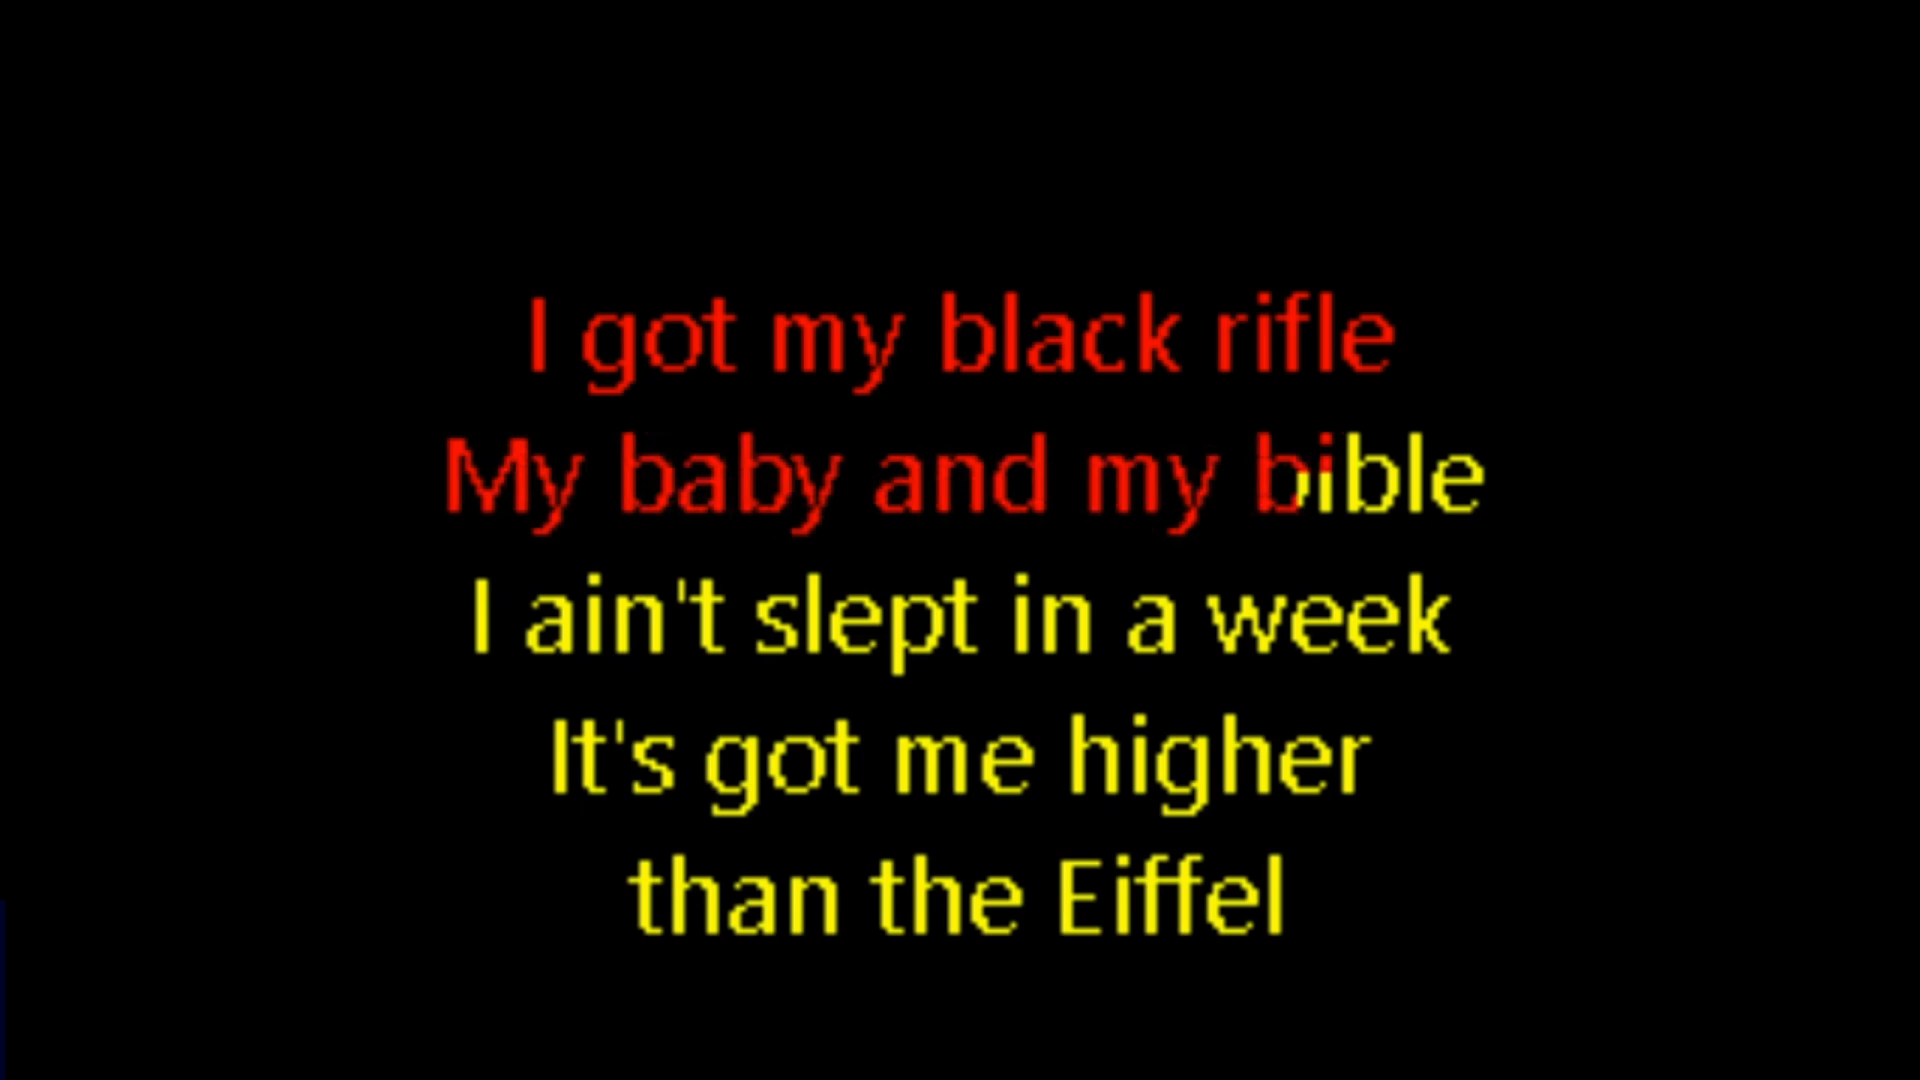 I got my black rifle
My baby and my bible
I ain't slept in a week
It's got me higher
than the Eiffel